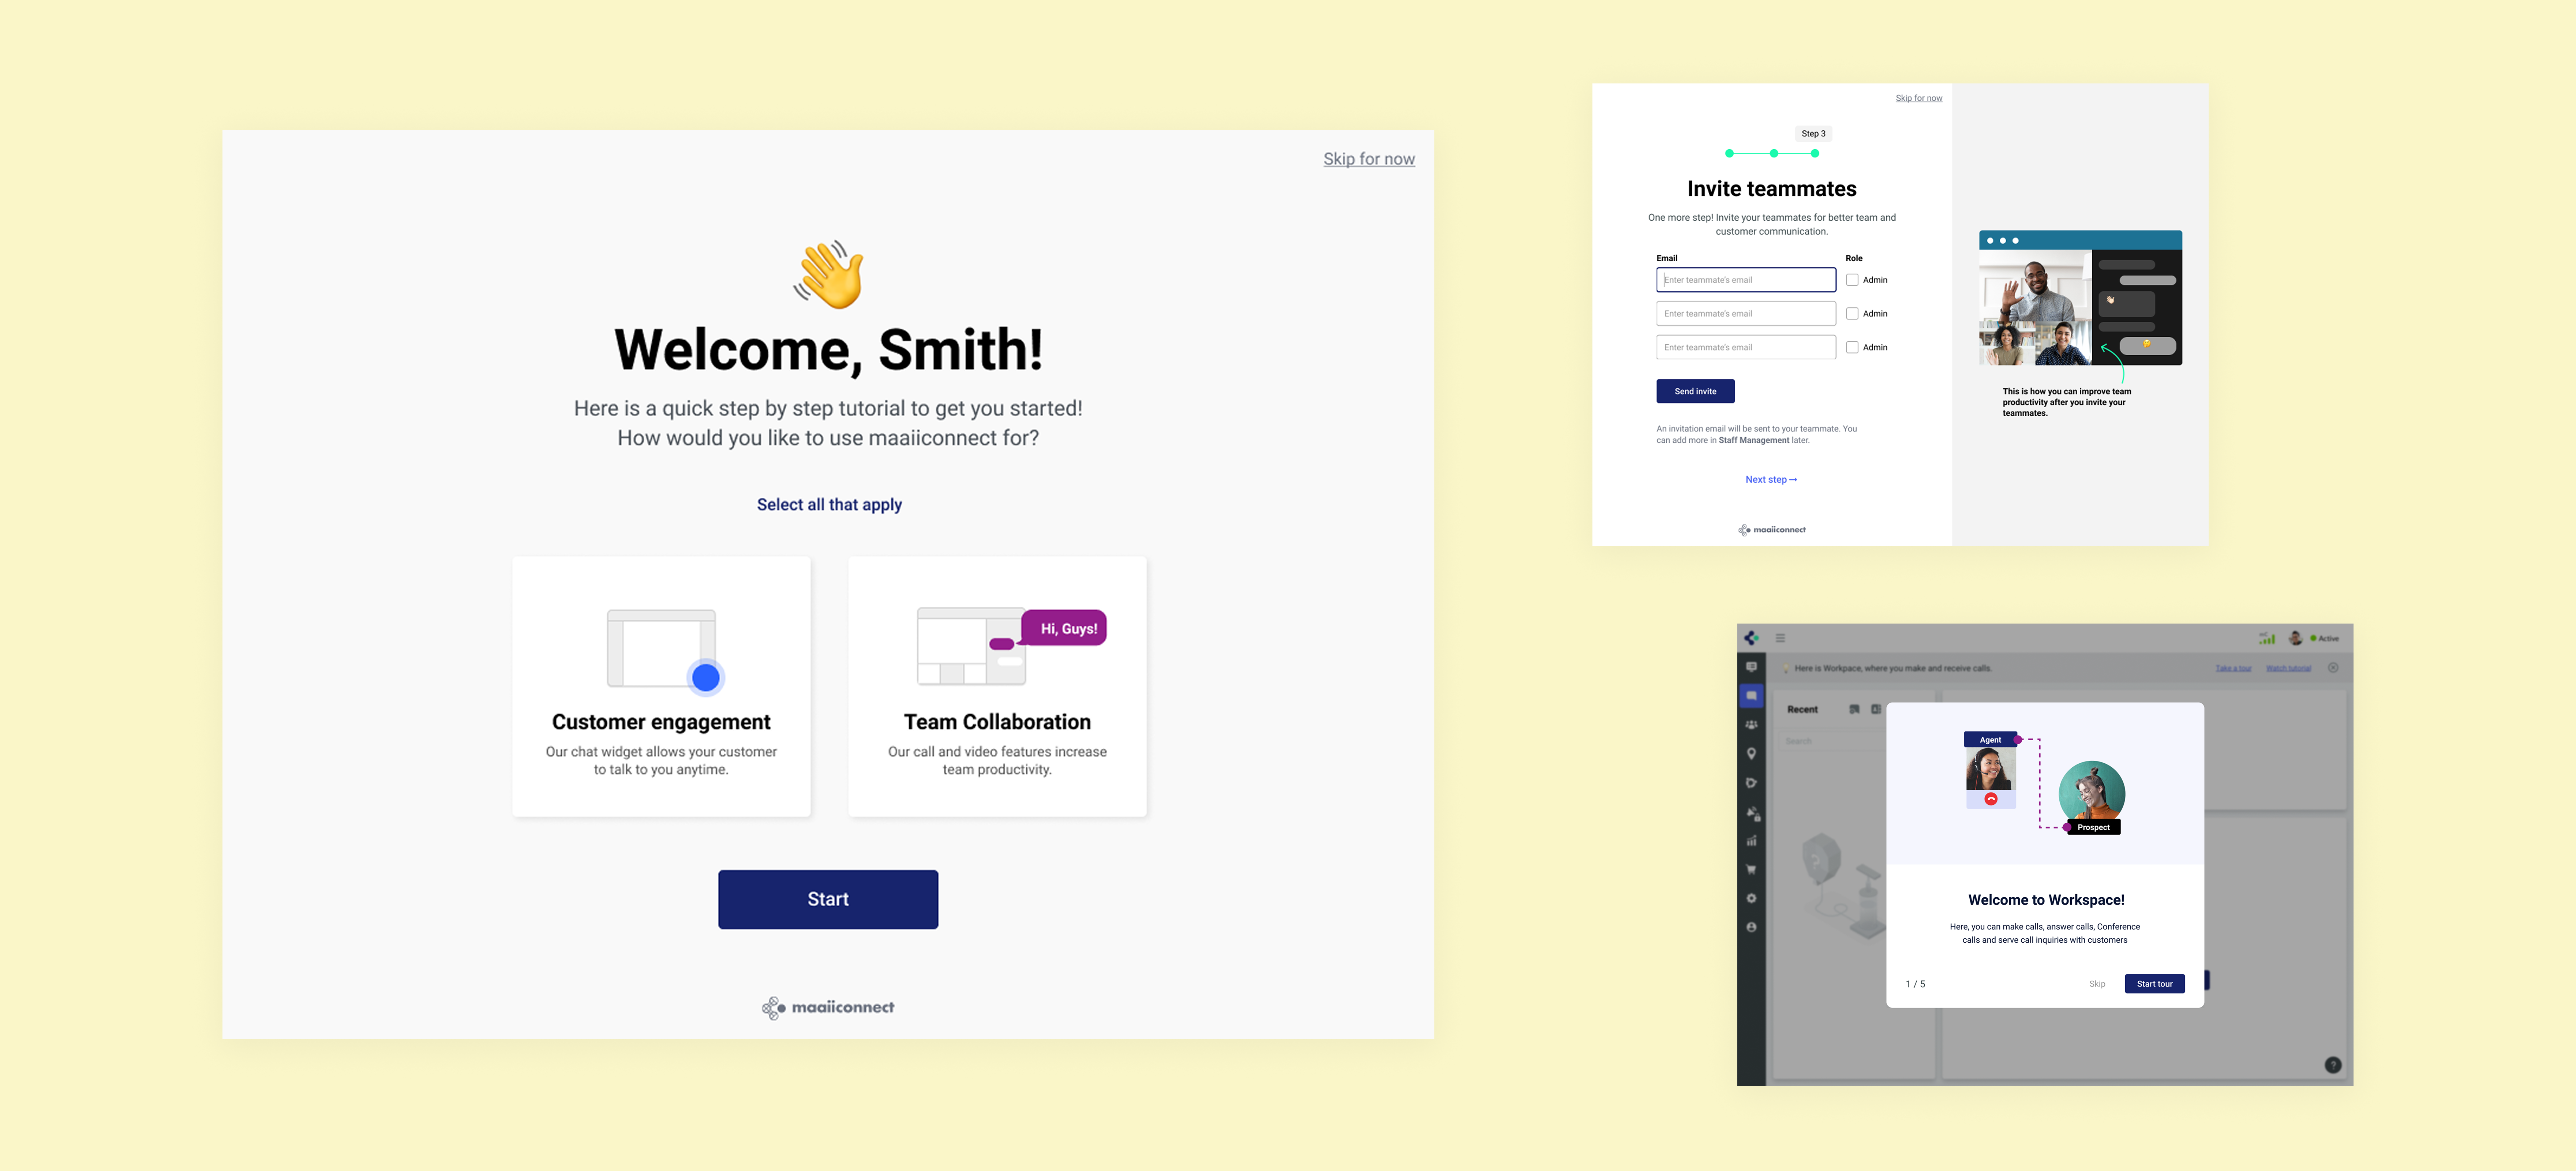 Skip for now
Welcome, Smith!
Here is a quick step by step tutorial to get you started!
How would you like to use maaiiconnect for?
Select all that apply
Hi, Guys!
Customer engagement
Our chat widget allows your customer
to talk to you anytime.
Team Collaboration
Our call and video features increase
team productivity.
Start
maaiiconnect
Skip for now
Step 3
Invite teammates
One more step! Invite your teammates for better team and
customer communication.
Email Role
Enter teammate's email Admin
Enter teammate's email Admin
Enter teammate's email Admin
Send invite
An invitation email will be sent to your teammate. You
can add more in Staff Management later.
Next step →
maaiiconnect
This is how you can improve team
productivity after you invite your
teammates.
Active
Here is Workpace, where you make and receive calls.
Take a tour Watch tutorial
Recent
Search
Agent
Prospect
Welcome to Workspace!
Here, you can make calls, answer calls, Conference
calls and serve call inquiries with customers
1 / 5
Skip
Start tour
?